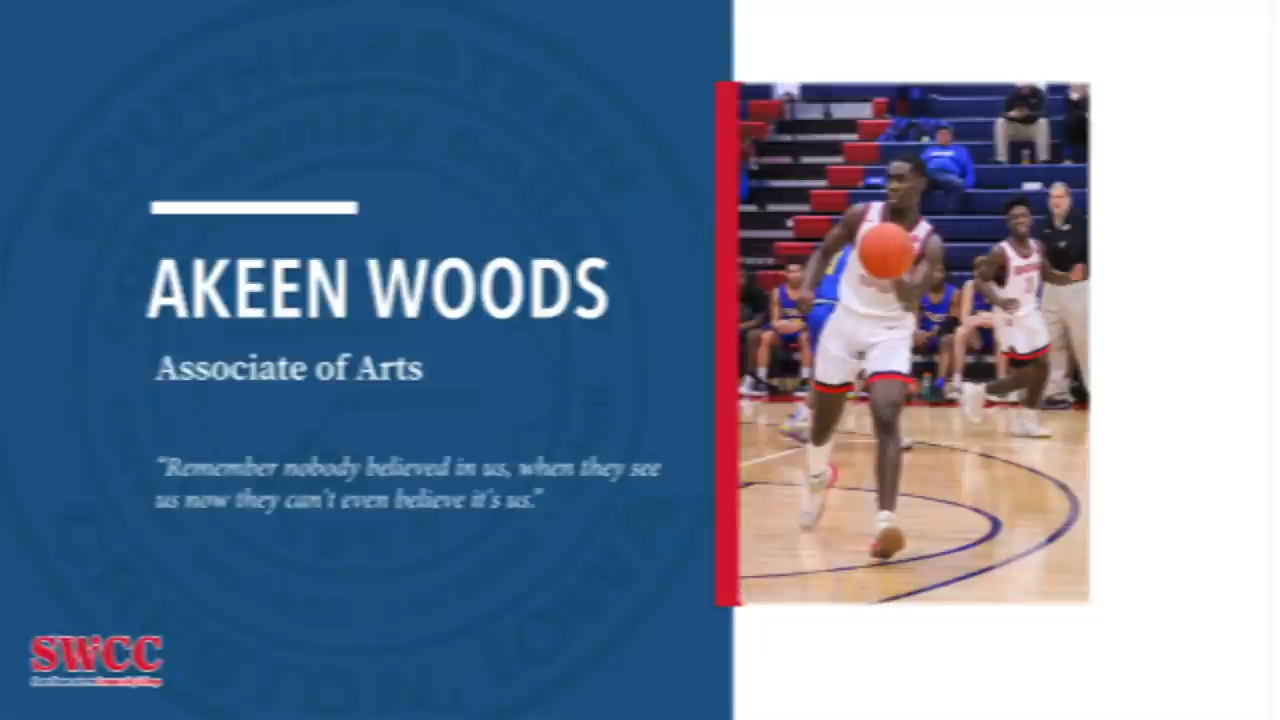 AKEEN WOODS
Associate of Arts
"Remember nobody believed in us, when they see
us now they can't even believe it's us."
SWCC